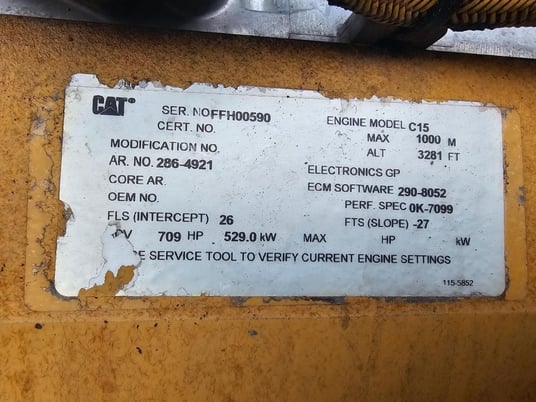 CAT®
SER. NO FFH00590
ENGINE MODEL C15
CERT. NO.
MAX 1000 M
MODIFICATION NO.
ALT 3281 FT
AR. NO. 286-4921
ELECTRONICS GP
CORE AR.
ECM SOFTWARE 290-8052
OEM NO.
PERF. SPEC 0K-7099
FLS (INTERCEPT) 26
FTS (SLOPE) -27
709 HP 529.0 kW MAX HP kW
SERVICE TOOL TO VERIFY CURRENT ENGINE SETTINGS
115-5852